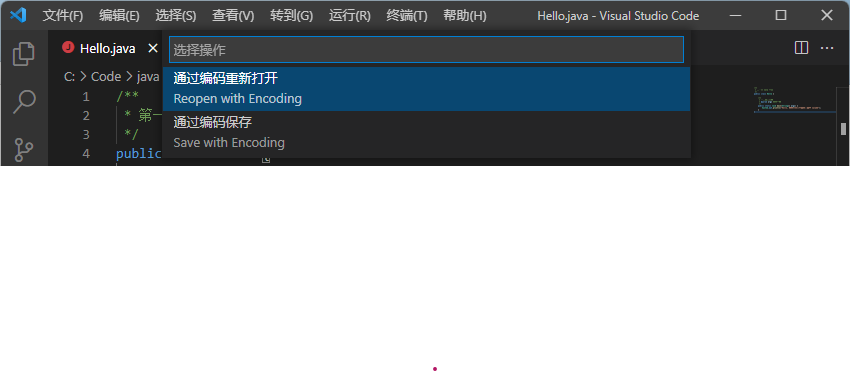 文件(F) 编辑(E) 选择(S) 查看(V) 转到(G) 运行(R) 终端(T) 帮助(H) Hello.java - Visual Studio Code
J Hello.java
选择操作
C: > Code > java
通过编码重新打开
Reopen with Encoding
通过编码保存
Save with Encoding
1 /**
2 * 第一
3 */
4 public